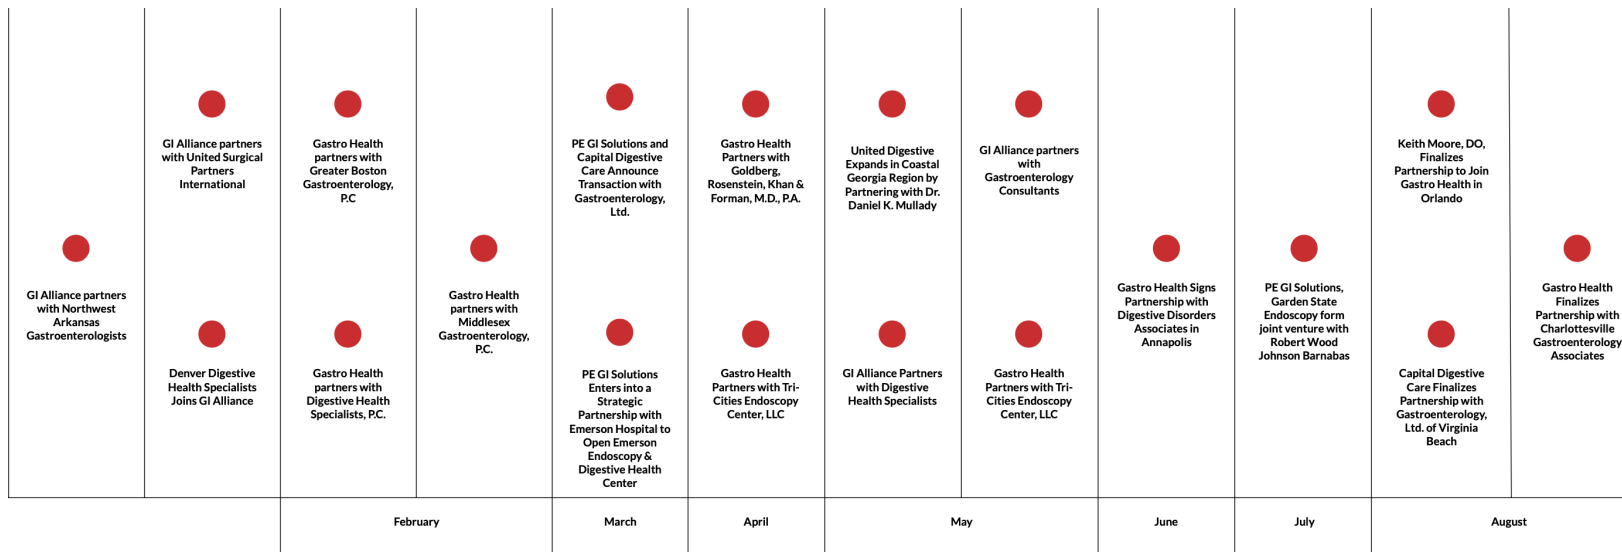 GI Alliance partners
with Northwest
Arkansas
Gastroenterologists
GI Alliance partners
with United Surgical
Partners
International
Denver Digestive
Health Specialists
Joins GI Alliance
Gastro Health
partners with
Greater Boston
Gastroenterology,
P.C
Gastro Health
partners with
Digestive Health
Specialists, P.C.
Gastro Health
partners with
Middlesex
Gastroenterology,
P.C.
PE GI Solutions and
Capital Digestive
Care Announce
Transaction with
Gastroenterology,
Ltd.
PE GI Solutions
Enters into a
Strategic
Partnership with
Emerson Hospital to
Open Emerson
Endoscopy &
Digestive Health
Center
Gastro Health
Partners with
Goldberg,
Rosenstein, Khan &
Forman, M.D., P.A.
Gastro Health
Partners with Tri-
Cities Endoscopy
Center, LLC
United Digestive
Expands in Coastal
Georgia Region by
Partnering with Dr.
Daniel K. Mullady
GI Alliance Partners
with Digestive
Health Specialists
GI Alliance partners
with
Gastroenterology
Consultants
Gastro Health
Partners with Tri-
Cities Endoscopy
Center, LLC
Gastro Health Signs
Partnership with
Digestive Disorders
Associates in
Annapolis
PE GI Solutions,
Garden State
Endoscopy form
joint venture with
Robert Wood
Johnson Barnabas
Keith Moore, DO,
Finalizes
Partnership to Join
Gastro Health in
Orlando
Capital Digestive
Care Finalizes
Partnership with
Gastroenterology,
Ltd. of Virginia
Beach
Gastro Health
Finalizes
Partnership with
Charlottesville
Gastroenterology
Associates
February
March
April
May
June
July
August